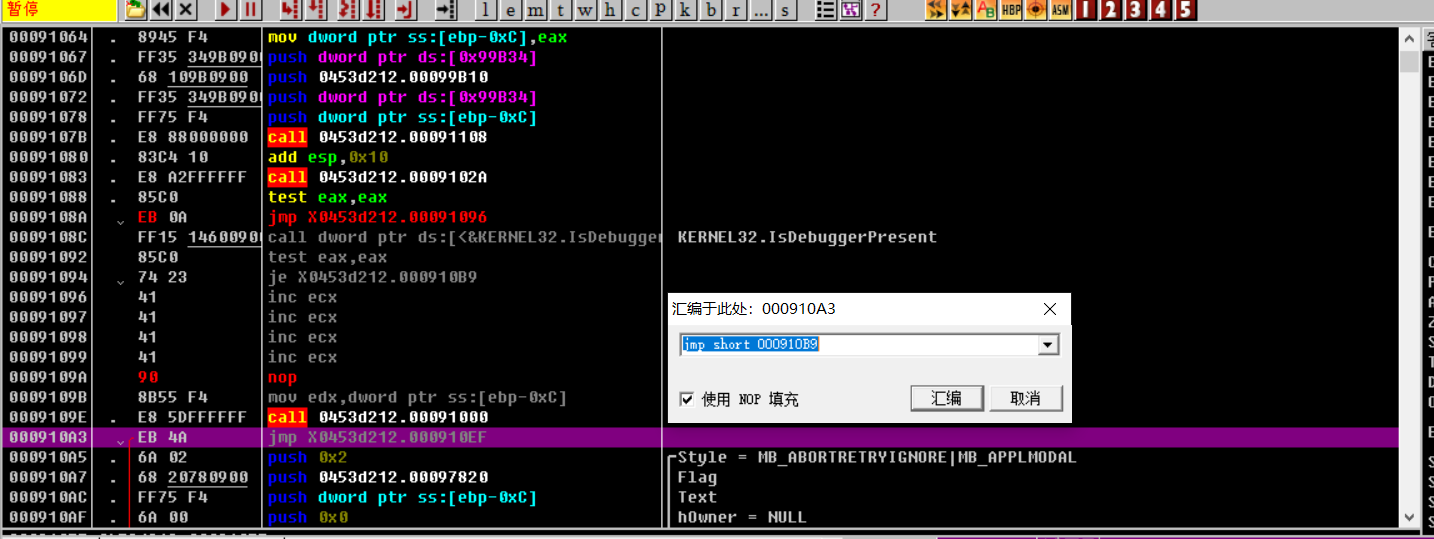 暂停 l e m t w h c p k b r ... s ? HBP ASM 1 2 3 4 5
00091064 . 8945 F4 mov dword ptr ss:[ebp-0xC],eax
00091067 . FF35 349B0900 push dword ptr ds:[0x99B34]
0009106D . 68 109B0900 push 0453d212.00099B10
00091072 . FF35 349B0900 push dword ptr ds:[0x99B34]
00091078 . FF75 F4 push dword ptr ss:[ebp-0xC]
0009107B . E8 88000000 call 0453d212.00091108
00091080 . 83C4 10 add esp,0x10
00091083 . E8 A2FFFFFF call 0453d212.0009102A
00091088 . 85C0 test eax,eax
0009108A EB 0A jmp X0453d212.00091096
0009108C FF15 14600900 call dword ptr ds:[<&KERNEL32.IsDebugger KERNEL32.IsDebuggerPresent
00091092 85C0 test eax,eax
00091094 74 23 je X0453d212.000910B9
00091096 41 inc ecx
00091097 41 inc ecx
00091098 41 inc ecx
00091099 41 inc ecx
0009109A 90 nop
0009109B 8B55 F4 mov edx,dword ptr ss:[ebp-0xC]
0009109E . E8 5DFFFFFF call 0453d212.00091000
000910A3 EB 4A jmp X0453d212.000910EF
000910A5 . 6A 02 push 0x2 Style = MB_ABORTRETRYIGNORE|MB_APPLMODAL
000910A7 . 68 20780900 push 0453d212.00097820 Flag
000910AC . FF75 F4 push dword ptr ss:[ebp-0xC] Text
000910AF . 6A 00 push 0x0 hOwner = NULL
汇编于此处：000910A3
jmp short 000910B9
使用 NOP 填充 汇编 取消